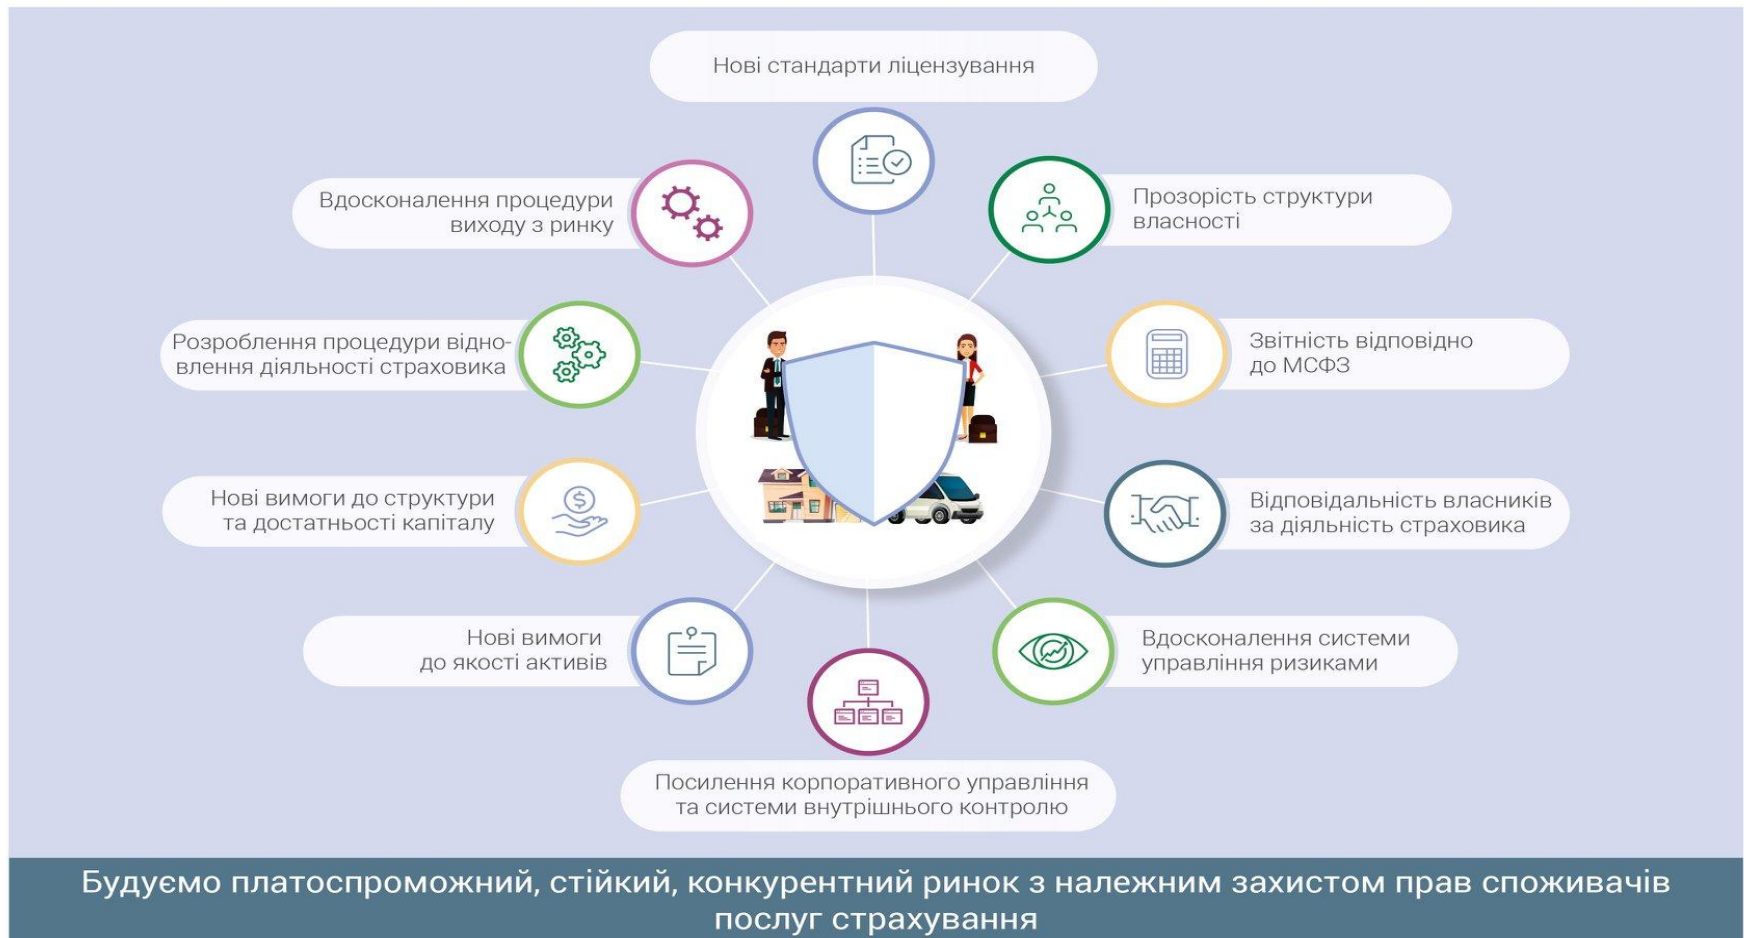 Нові стандарти ліцензування
Прозорість структури
власності
Звітність відповідно
до МСФЗ
Відповідальність власників
за діяльність страховика
Вдосконалення системи
управління ризиками
Посилення корпоративного управління
та системи внутрішнього контролю
Нові вимоги
до якості активів
Нові вимоги до структури
та достатньості капіталу
Розроблення процедури відно-
влення діяльності страховика
Вдосконалення процедури
виходу з ринку
Будуємо платоспроможний, стійкий, конкурентний ринок з належним захистом прав споживачів
послуг страхування